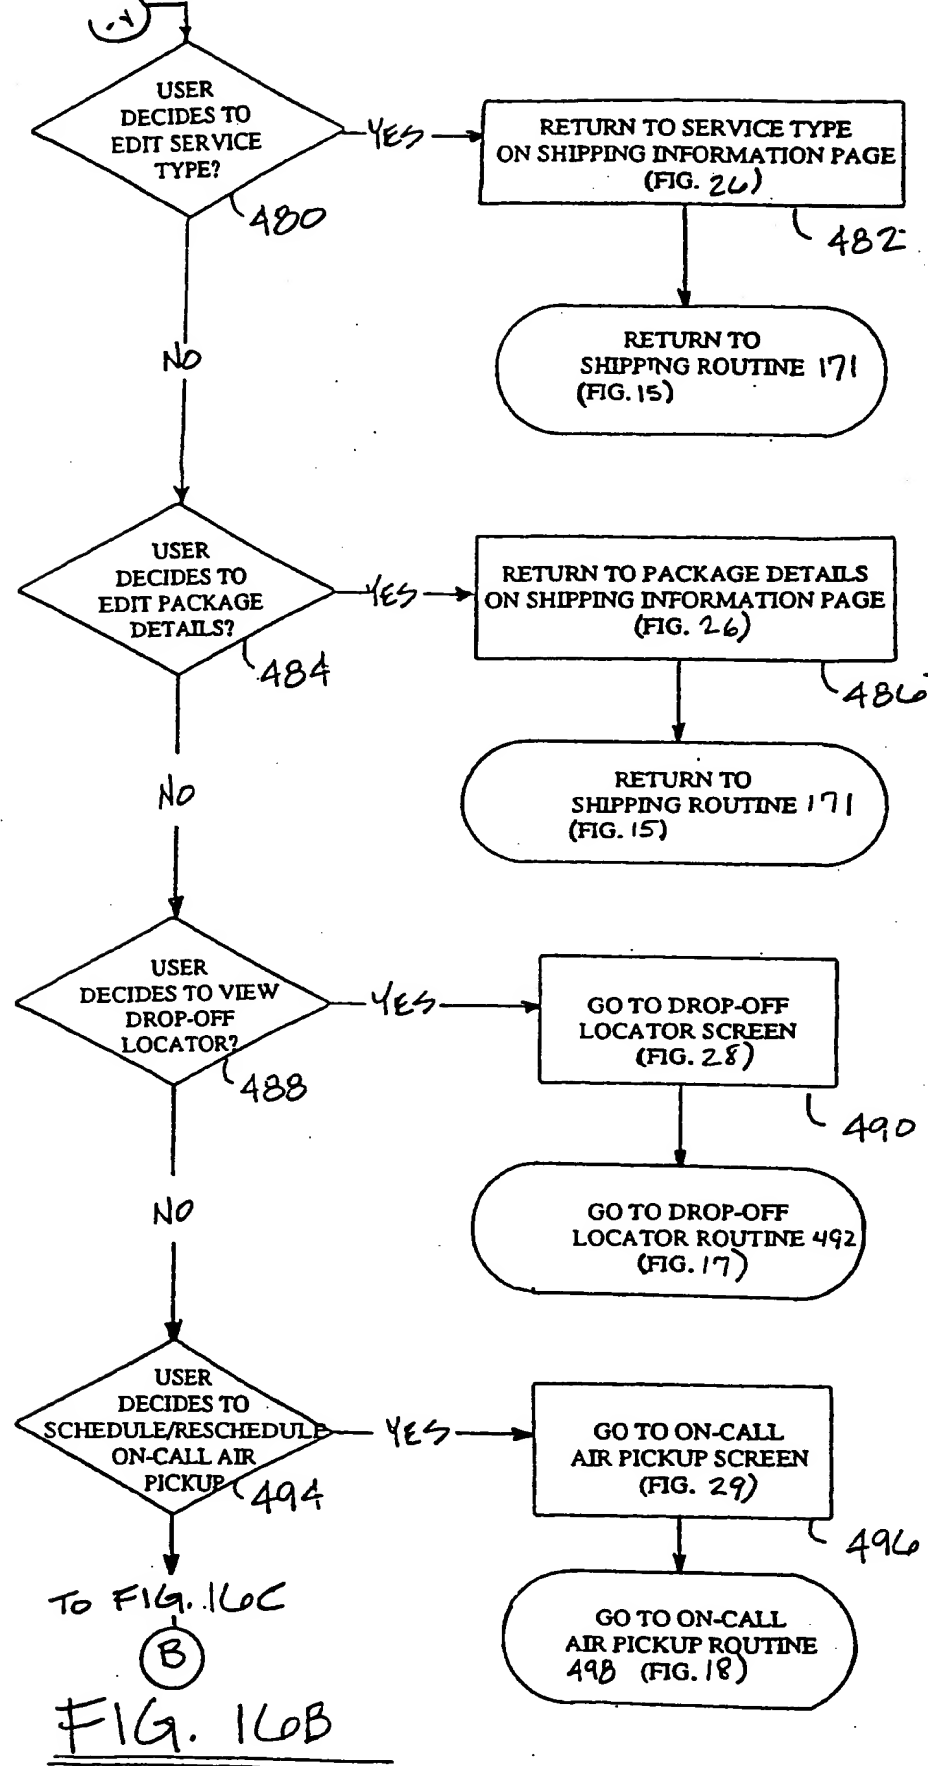 USER
DECIDES TO
EDIT SERVICE
TYPE?
480
YES
RETURN TO SERVICE TYPE
ON SHIPPING INFORMATION PAGE
(FIG. 26)
482
RETURN TO
SHIPPING ROUTINE 171
(FIG. 15)
NO
USER
DECIDES TO
EDIT PACKAGE
DETAILS?
484
YES
RETURN TO PACKAGE DETAILS
ON SHIPPING INFORMATION PAGE
(FIG. 26)
486
RETURN TO
SHIPPING ROUTINE 171
(FIG. 15)
NO
USER
DECIDES TO VIEW
DROP-OFF
LOCATOR?
488
YES
GO TO DROP-OFF
LOCATOR SCREEN
(FIG. 28)
490
GO TO DROP-OFF
LOCATOR ROUTINE 492
(FIG. 17)
NO
USER
DECIDES TO
SCHEDULE/RESCHEDULE
ON-CALL AIR
PICKUP
494
YES
GO TO ON-CALL
AIR PICKUP SCREEN
(FIG. 29)
496
GO TO ON-CALL
AIR PICKUP ROUTINE
498 (FIG. 18)
TO FIG. 16C
B
FIG. 16B